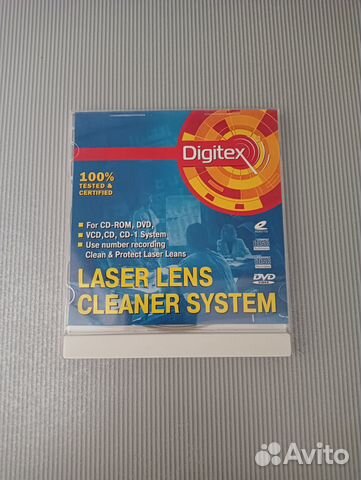 Digitex
100%
TESTED &
CERTIFIED
For CD-ROM, DVD,
VCD,CD, CD-1 System
Use number recording
Clean & Protect Laser Leans
LASER LENS
CLEANER SYSTEM
DVD
VIDEO
Avito